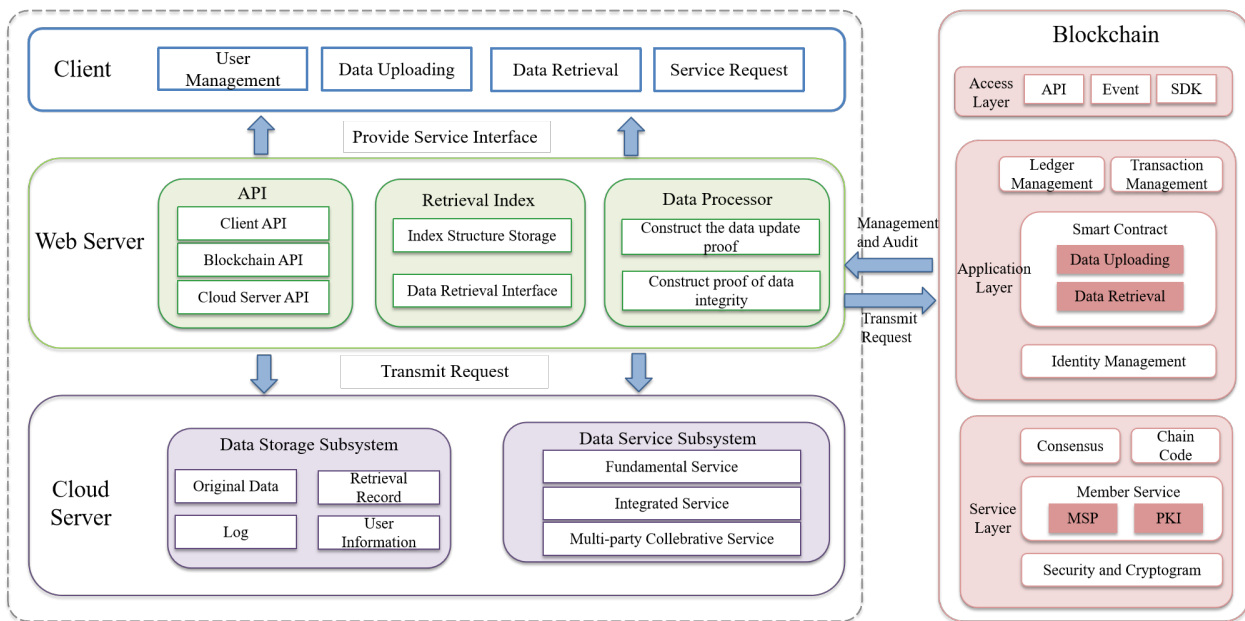 Client
User
Management
Data Uploading
Data Retrieval
Service Request
Provide Service Interface
Web Server
API
Client API
Blockchain API
Cloud Server API
Retrieval Index
Index Structure Storage
Data Retrieval Interface
Data Processor
Construct the data update
proof
Construct proof of data
integrity
Transmit Request
Cloud
Server
Data Storage Subsystem
Original Data
Retrieval
Record
Log
User
Information
Data Service Subsystem
Fundamental Service
Integrated Service
Multi-party Collebrative Service
Management
and Audit
Transmit
Request
Blockchain
Access
Layer
API
Event
SDK
Application
Layer
Ledger
Management
Transaction
Management
Smart Contract
Data Uploading
Data Retrieval
Identity Management
Service
Layer
Consensus
Chain
Code
Member Service
MSP
PKI
Security and Cryptogram